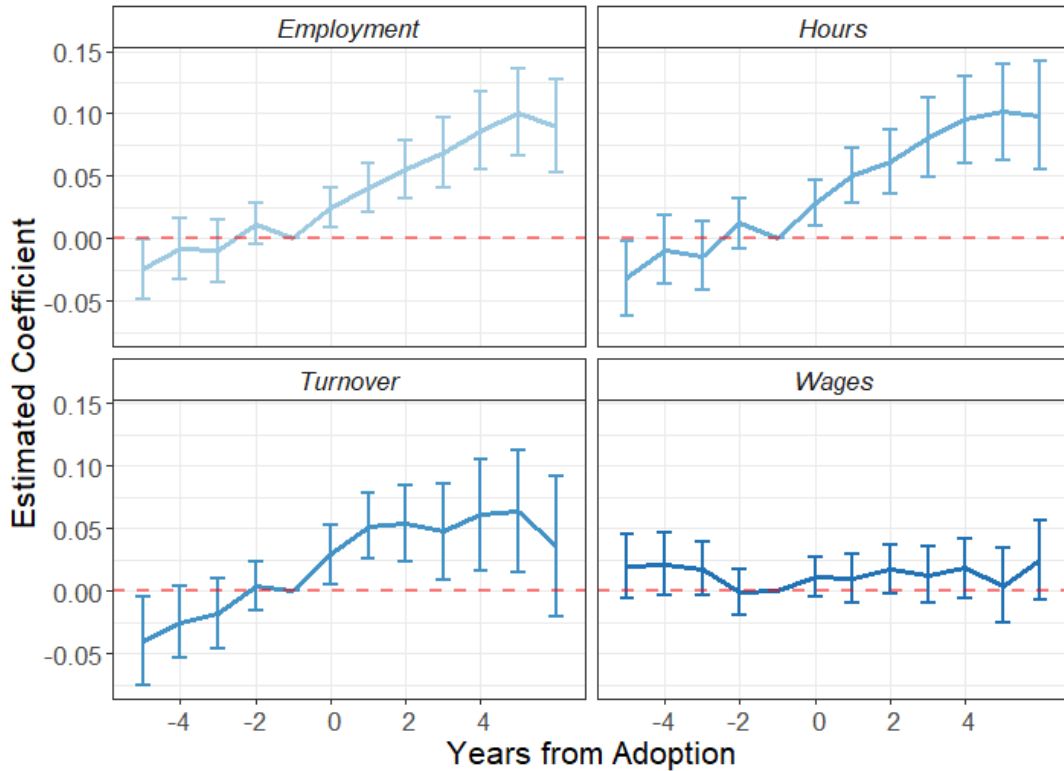 Employment
Hours
0.15
0.10
0.05
0.00
-0.05
Turnover
Wages
0.15
0.10
0.05
0.00
-0.05
-4 -2 0 2 4
-4 -2 0 2 4
Estimated Coefficient
Years from Adoption